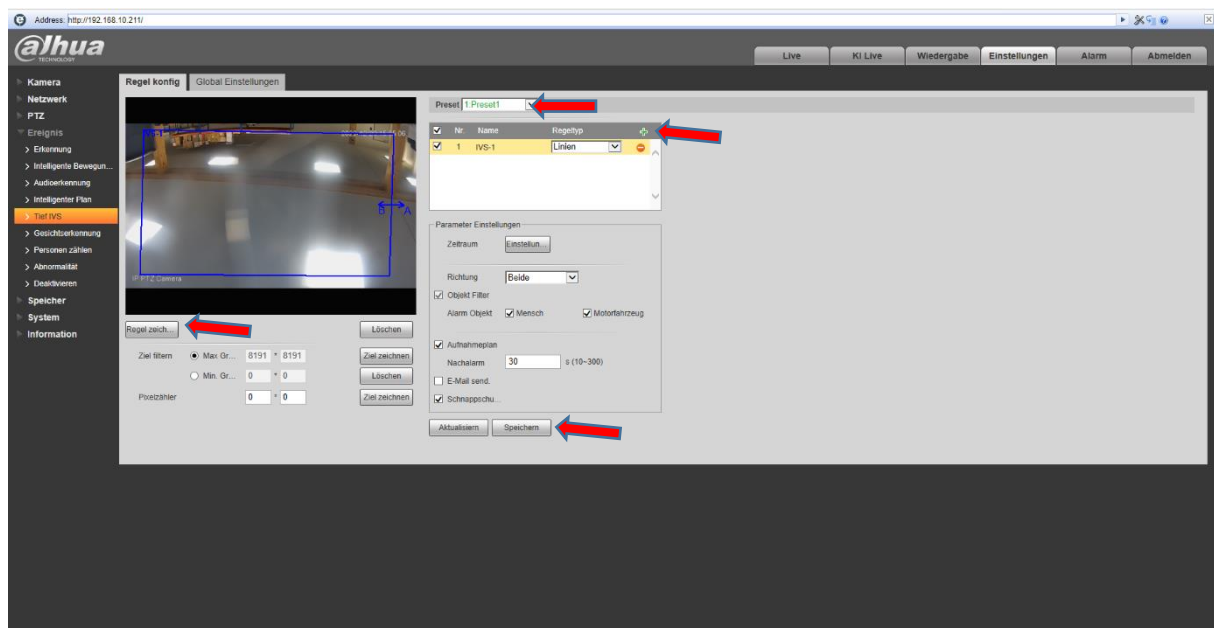 Address: http://192.168.10.211/
alhua
TECHNOLOGY
Live
KI Live
Wiedergabe
Einstellungen
Alarm
Abmelden
Kamera
Netzwerk
PTZ
Ereignis
> Erkennung
> Intelligente Bewegun...
> Audioerkennung
> Intelligenter Plan
> Tief IVS
> Gesichtserkennung
> Personen zählen
> Abnormalität
> Deaktivieren
Speicher
System
Information
Regel konfig
Global Einstellungen
IP PTZ Camera
B A
Regel zeich...
Löschen
Ziel filtern
Max Gr... 8191 * 8191
Ziel zeichnen
Min. Gr... 0 * 0
Löschen
Pixelzähler 0 * 0
Ziel zeichnen
Preset 1:Preset1
Nr. Name Regeltyp
1 IVS-1 Linien
Parameter Einstellungen
Zeitraum Einstellun...
Richtung Beide
Objekt Filter
Alarm Objekt Mensch Motorfahrzeug
Aufnahmeplan
Nachalarm 30 s (10~300)
E-Mail send.
Schnappschu...
Aktualisiern
Speichern